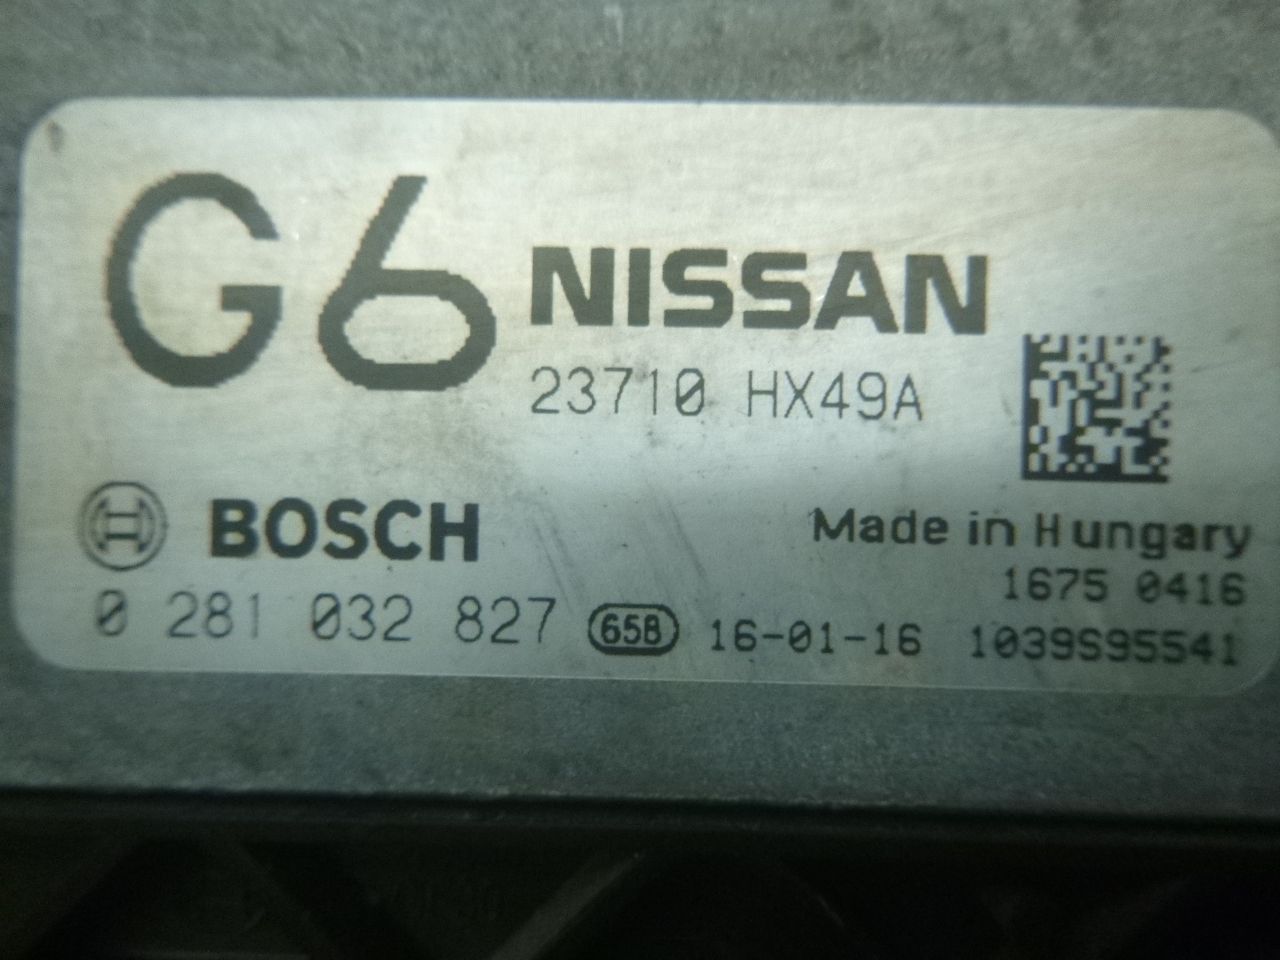 G6 NISSAN
23710 HX49A
BOSCH
Made in Hungary
1675 0416
0 281 032 827 658 16-01-16 1039S95541